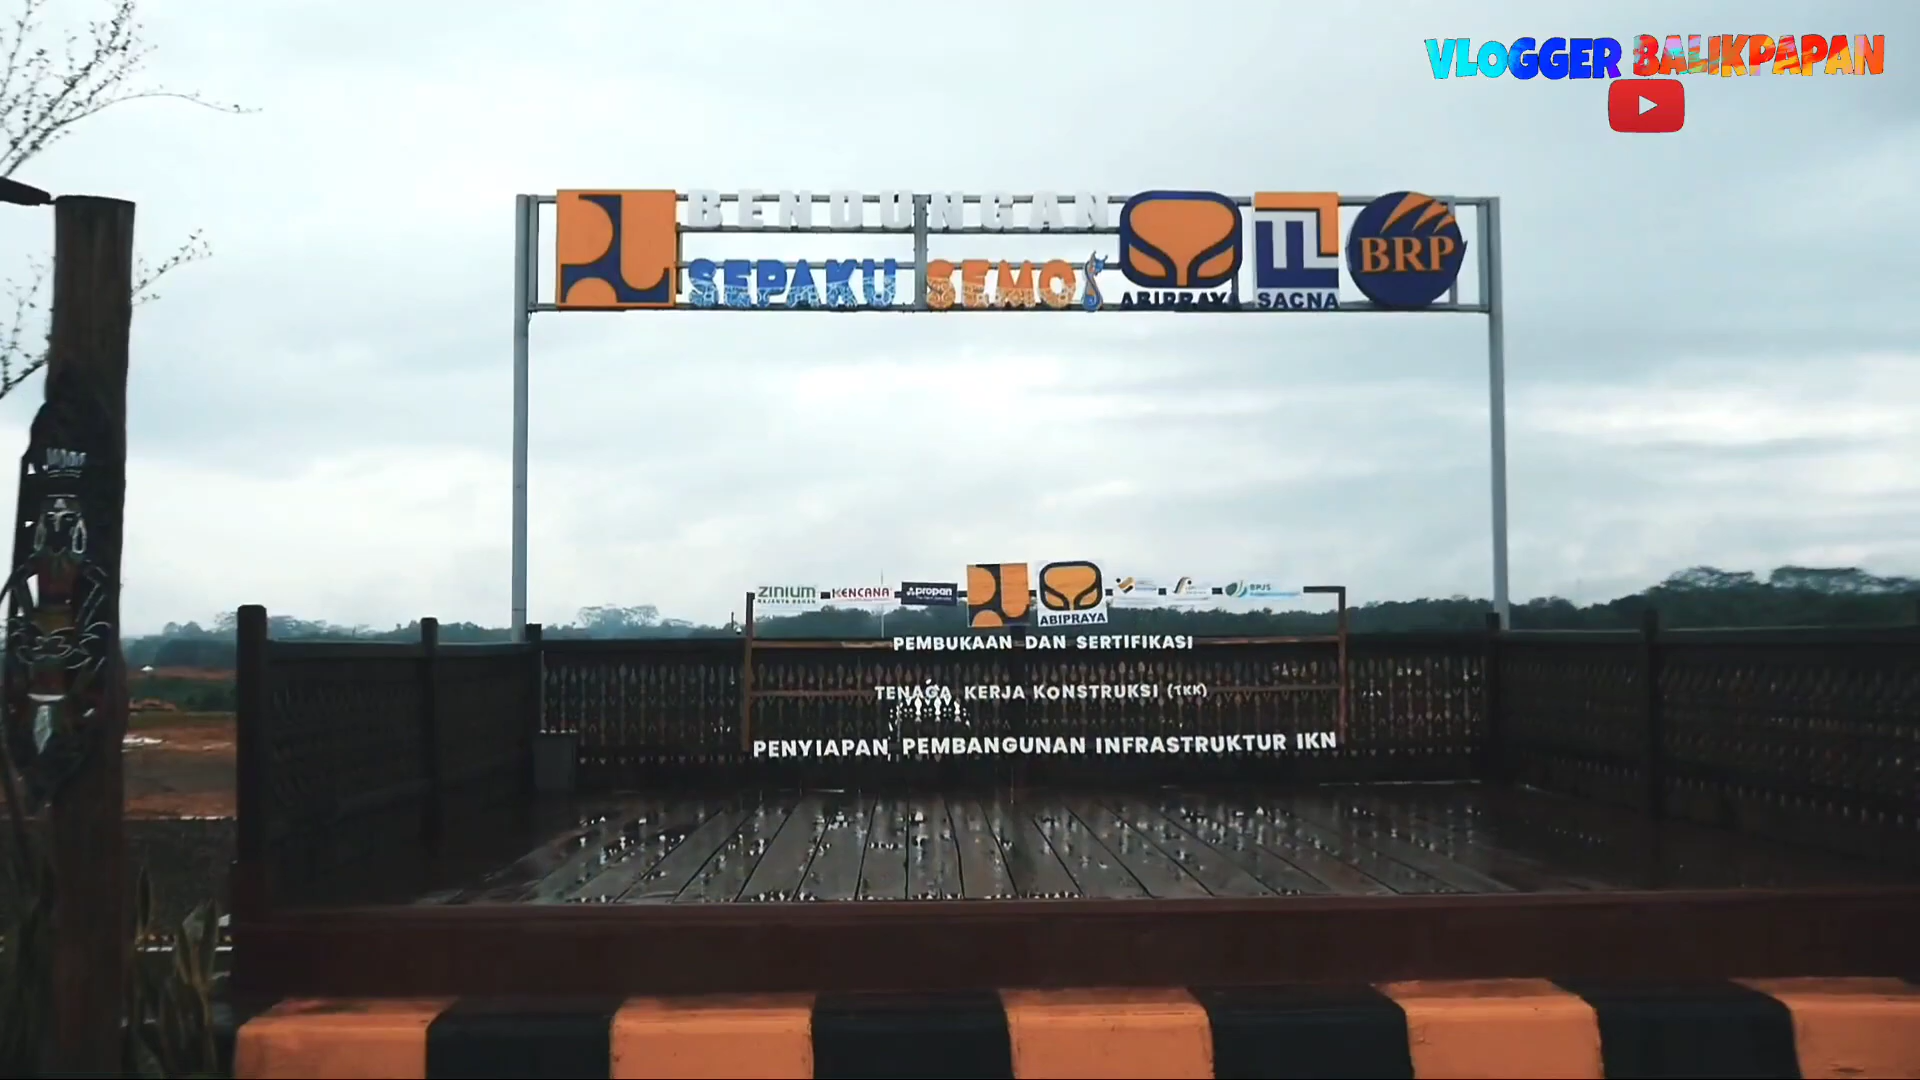 VLOGGER BALIKPAPAN
BENDUNGAN
SEPAKU SEMOI
ABIPRAYA
SACNA
BRP
ZINIUM
KENCANA
propan
ABIPRAYA
BPJS
PEMBUKAAN DAN SERTIFIKASI
TENAGA KERJA KONSTRUKSI (TKK)
PENYIAPAN PEMBANGUNAN INFRASTRUKTUR IKN